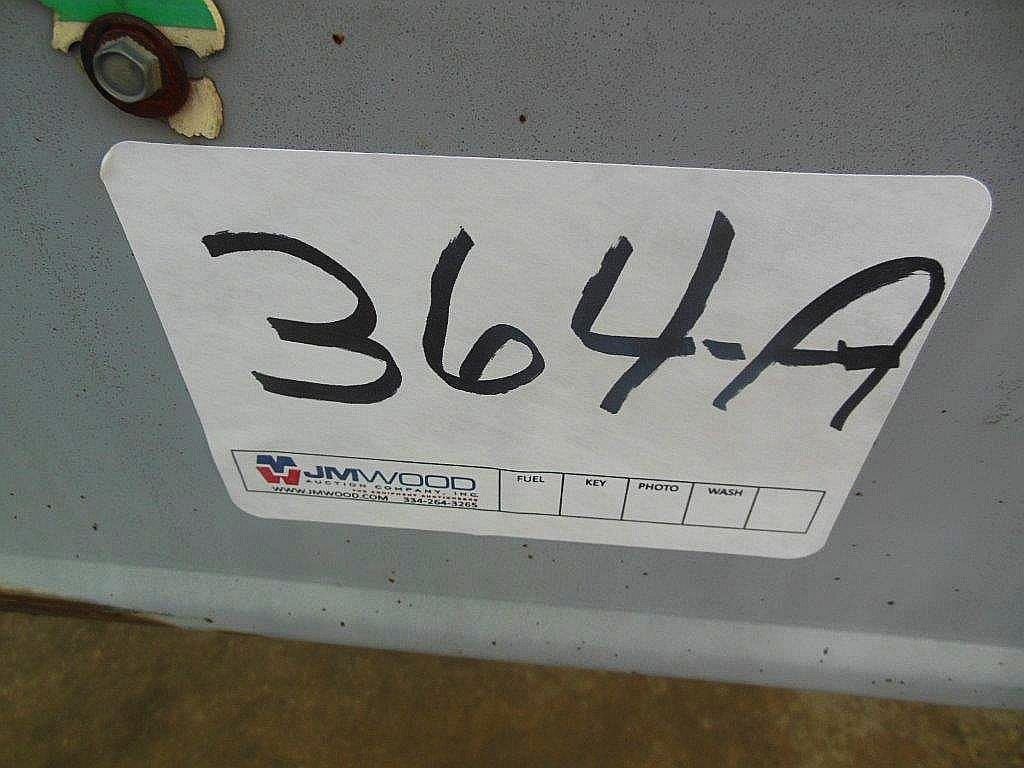 364-A
JMWOOD
AUCTION COMPANY, INC.
WWW.JMWOOD.COM 334-264-3265
FUEL
KEY
PHOTO
WASH